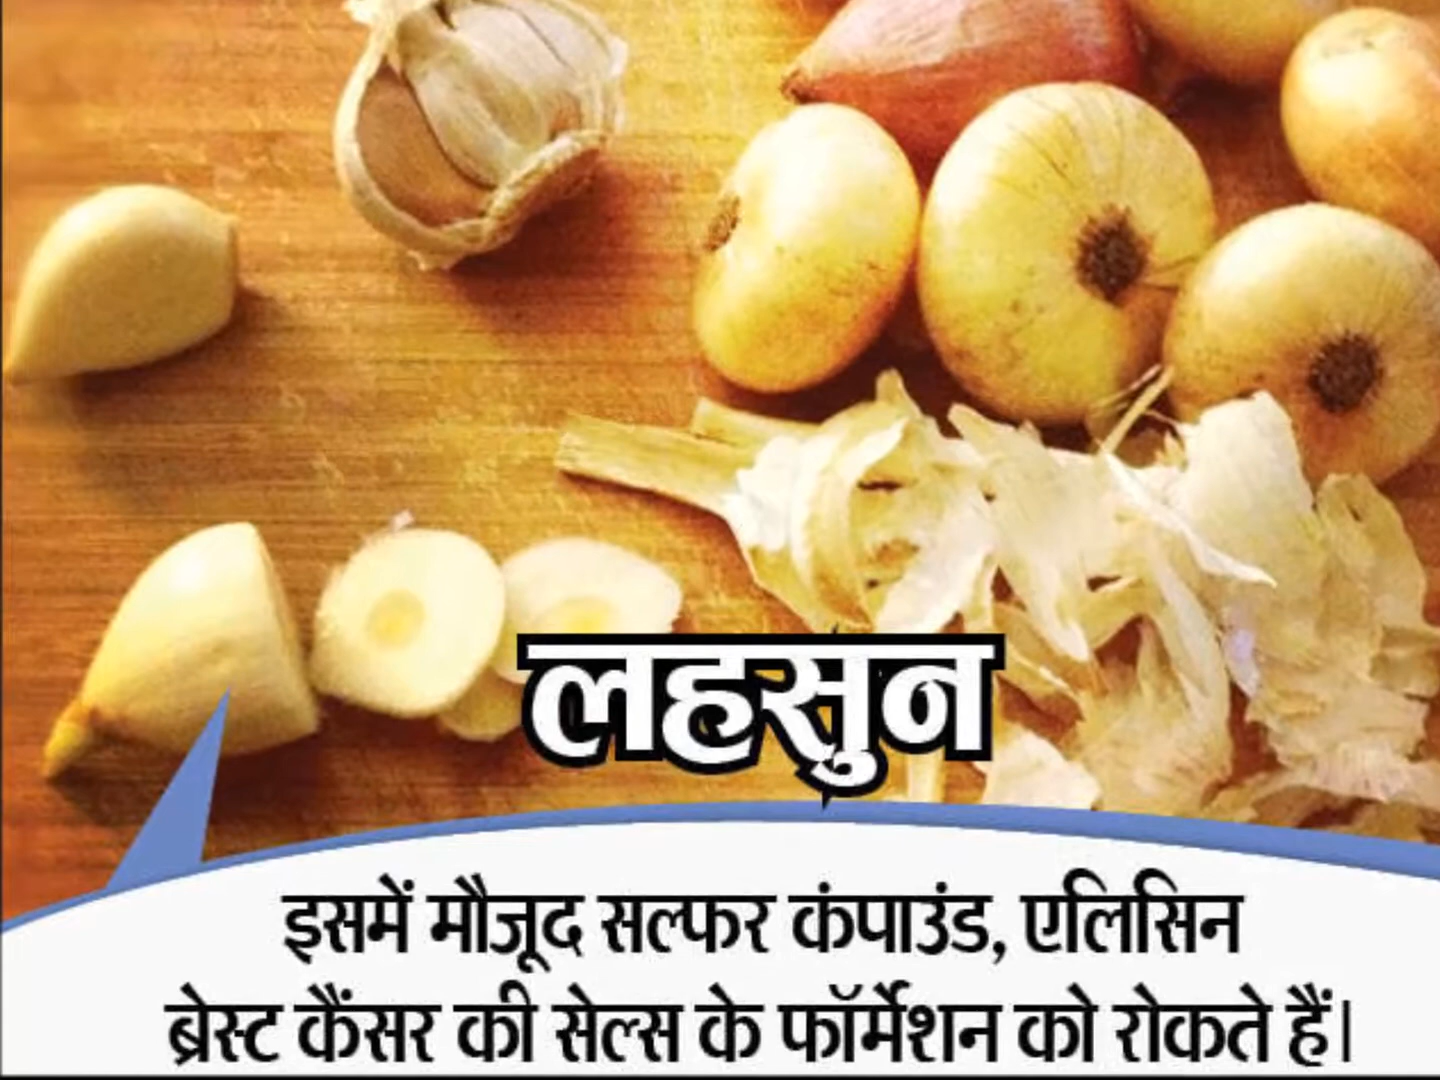 लहसुन
इसमें मौजूद सल्फर कंपाउंड, एलिसिन
ब्रेस्ट कैंसर की सेल्स के फॉर्मेशन को रोकते हैं।